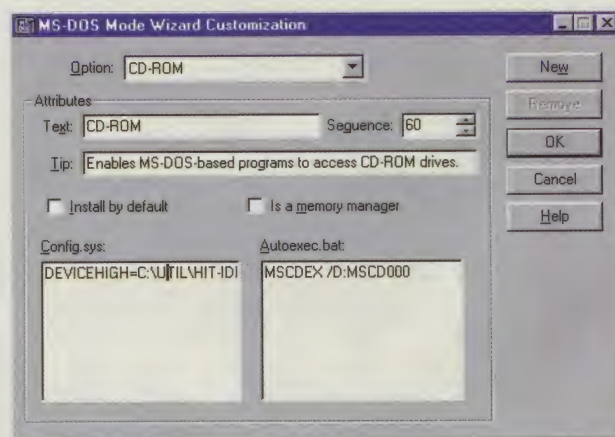 MS-DOS Mode Wizard Customization
Option: CD-ROM
New
Remove
OK
Cancel
Help
Attributes
Text: CD-ROM
Sequence: 60
Tip: Enables MS-DOS-based programs to access CD-ROM drives.
Install by default
Is a memory manager
Config.sys:
DEVICEHIGH=C:\UTIL\HIT-IDI
Autoexec.bat:
MSCDEX /D:MSCD000